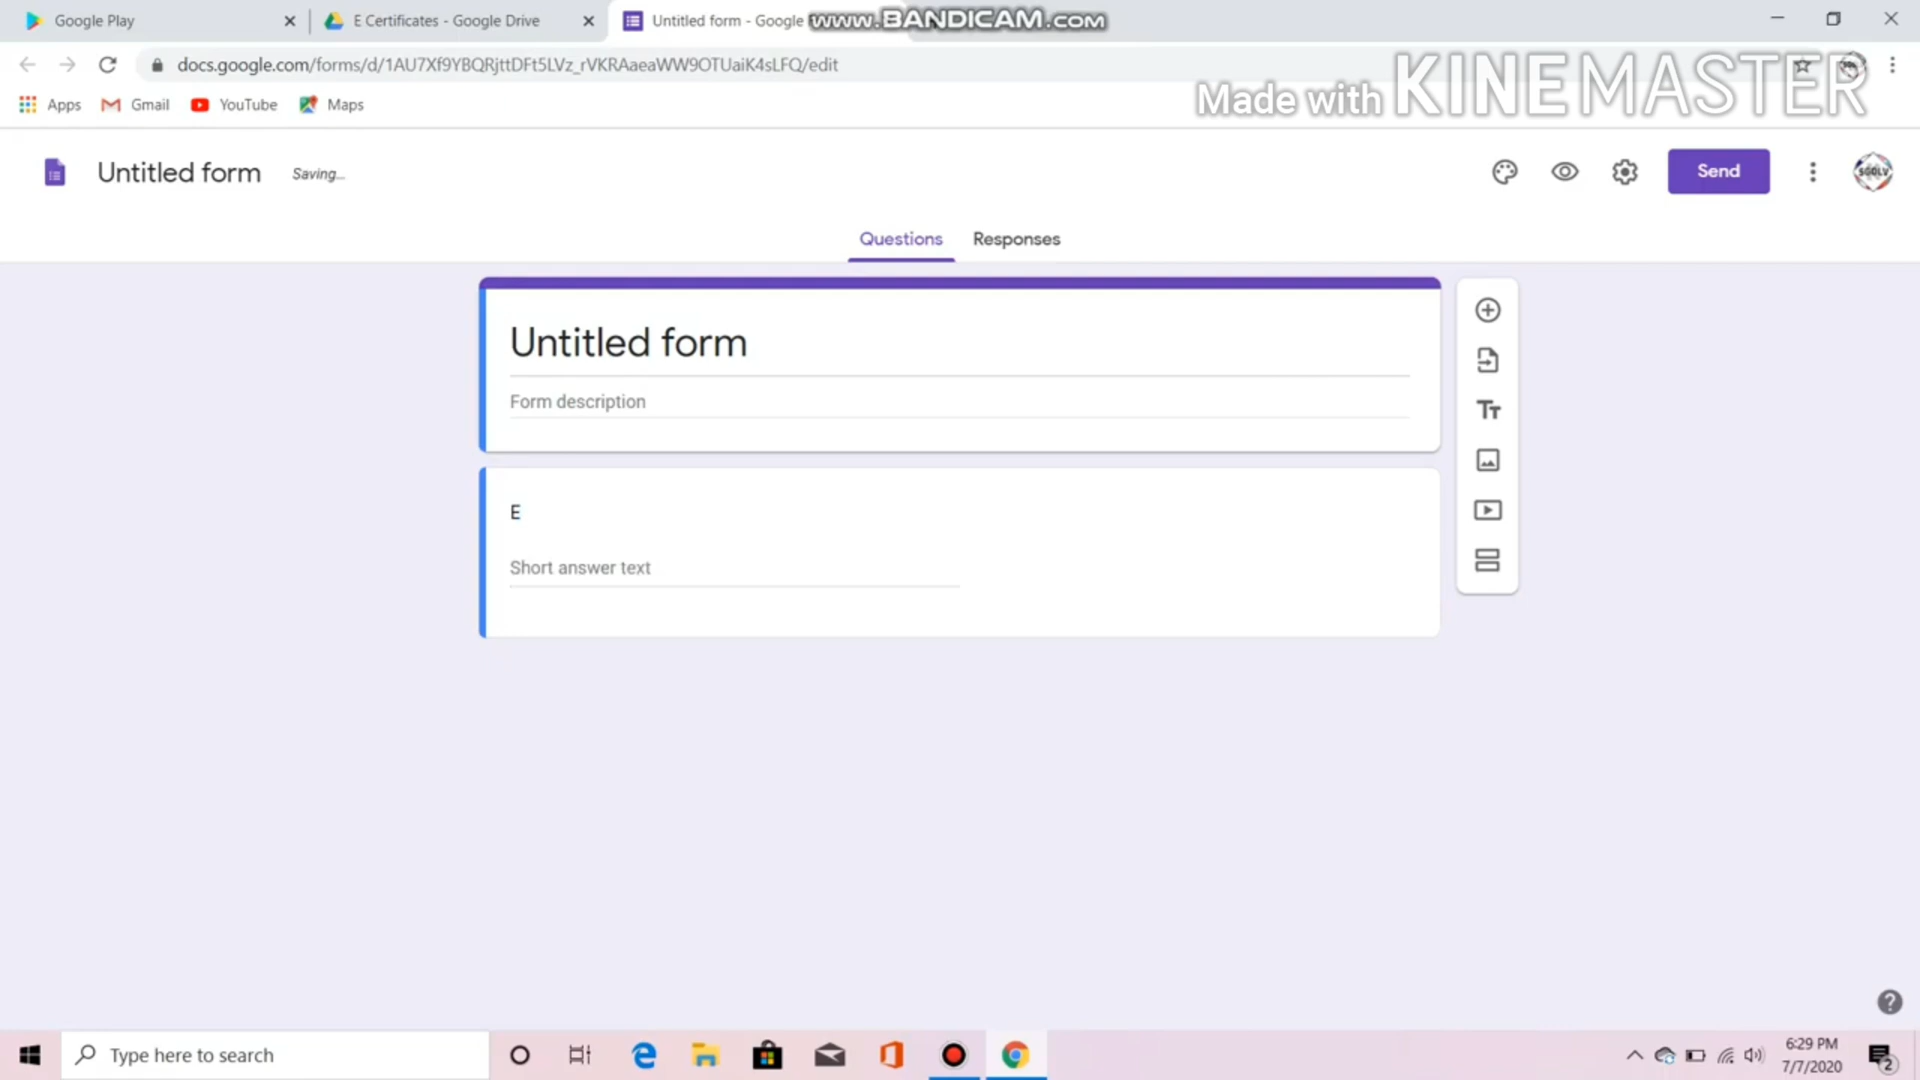 Google Play
E Certificates - Google Drive
Untitled form - Google
www.BANDICAM.com
docs.google.com/forms/d/1AU7Xf9YBQRjttDFt5LVz_rVKRAaeaWW9OTUaiK4sLFQ/edit
Made with KINEMASTER
Apps
Gmail
YouTube
Maps
Untitled form
Saving...
Send
SGOLV
Questions
Responses
Untitled form
Form description
E
Short answer text
Type here to search
6:29 PM
7/7/2020
2